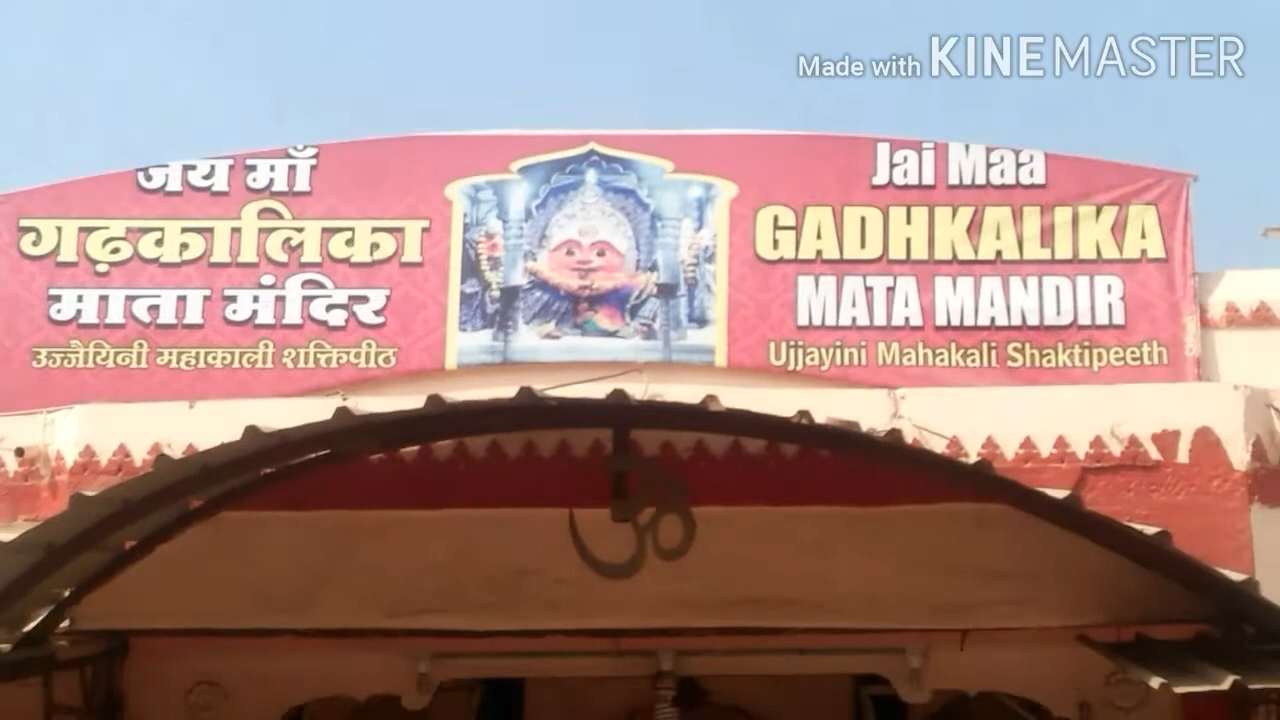 Made with KINEMASTER
जय माँ
गढ़कालिका
माता मंदिर
उज्जैयिनी महाकाली शक्तिपीठ
Jai Maa
GADHKALIKA
MATA MANDIR
Ujjayini Mahakali Shaktipeeth
ॐ